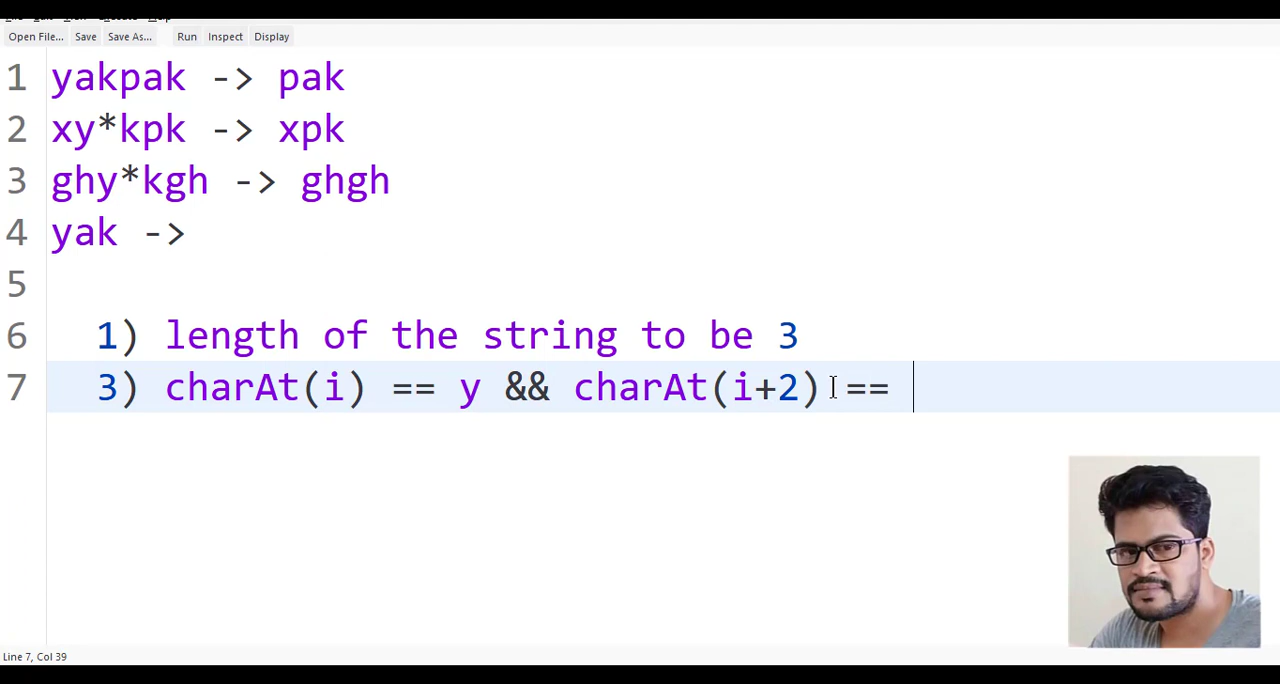 Open File... Save Save As... Run Inspect Display
1 yakpak -> pak
2 xy*kpk -> xpk
3 ghy*kgh -> ghgh
4 yak ->
5
6 1) length of the string to be 3
7 3) charAt(i) == y && charAt(i+2) ==
Line 7, Col 39